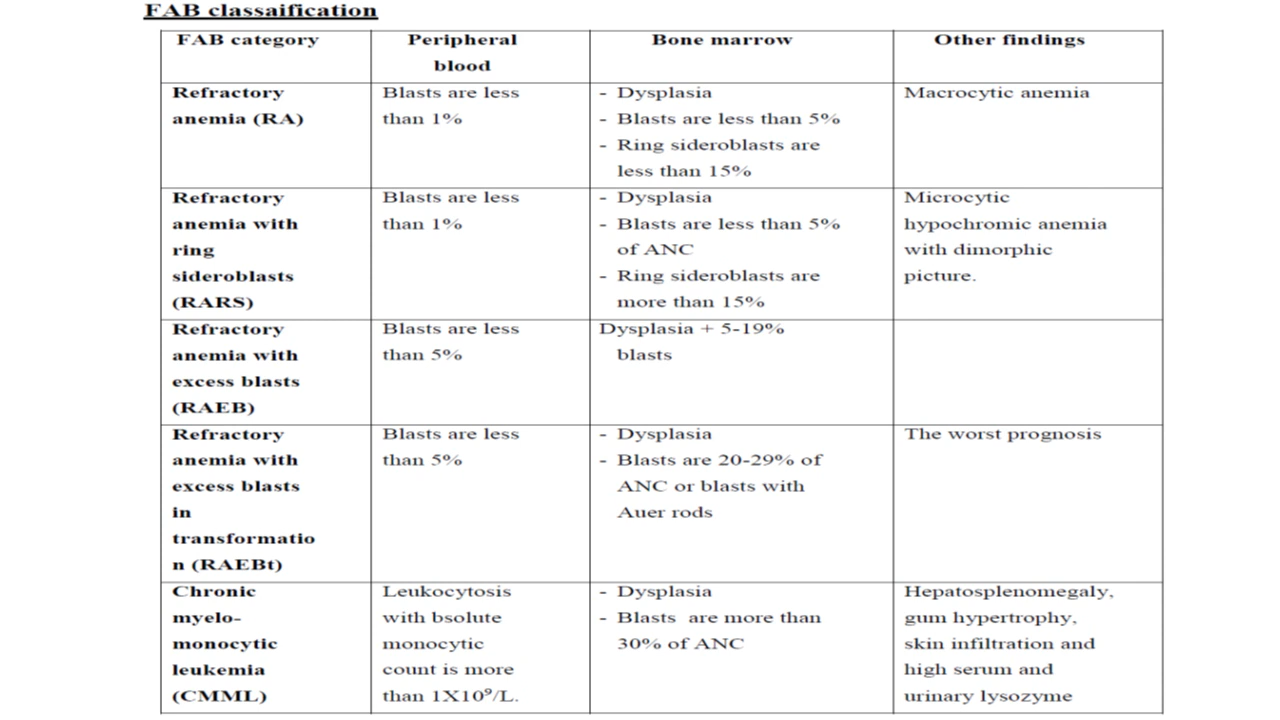 FAB classaification
FAB category
Peripheral
blood
Bone marrow
Other findings
Refractory
anemia (RA)
Blasts are less
than 1%
- Dysplasia
- Blasts are less than 5%
- Ring sideroblasts are
less than 15%
Macrocytic anemia
Refractory
anemia with
ring
sideroblasts
(RARS)
Blasts are less
than 1%
- Dysplasia
- Blasts are less than 5%
of ANC
- Ring sideroblasts are
more than 15%
Microcytic
hypochromic anemia
with dimorphic
picture.
Refractory
anemia with
excess blasts
(RAEB)
Blasts are less
than 5%
Dysplasia + 5-19%
blasts
Refractory
anemia with
excess blasts
in
transformatio
n (RAEBt)
Blasts are less
than 5%
- Dysplasia
- Blasts are 20-29% of
ANC or blasts with
Auer rods
The worst prognosis
Chronic
myelo-
monocytic
leukemia
(CMML)
Leukocytosis
with bsolute
monocytic
count is more
than 1X10⁹/L.
- Dysplasia
- Blasts  are more than
30% of ANC
Hepatosplenomegaly,
gum hypertrophy,
skin infiltration and
high serum and
urinary lysozyme